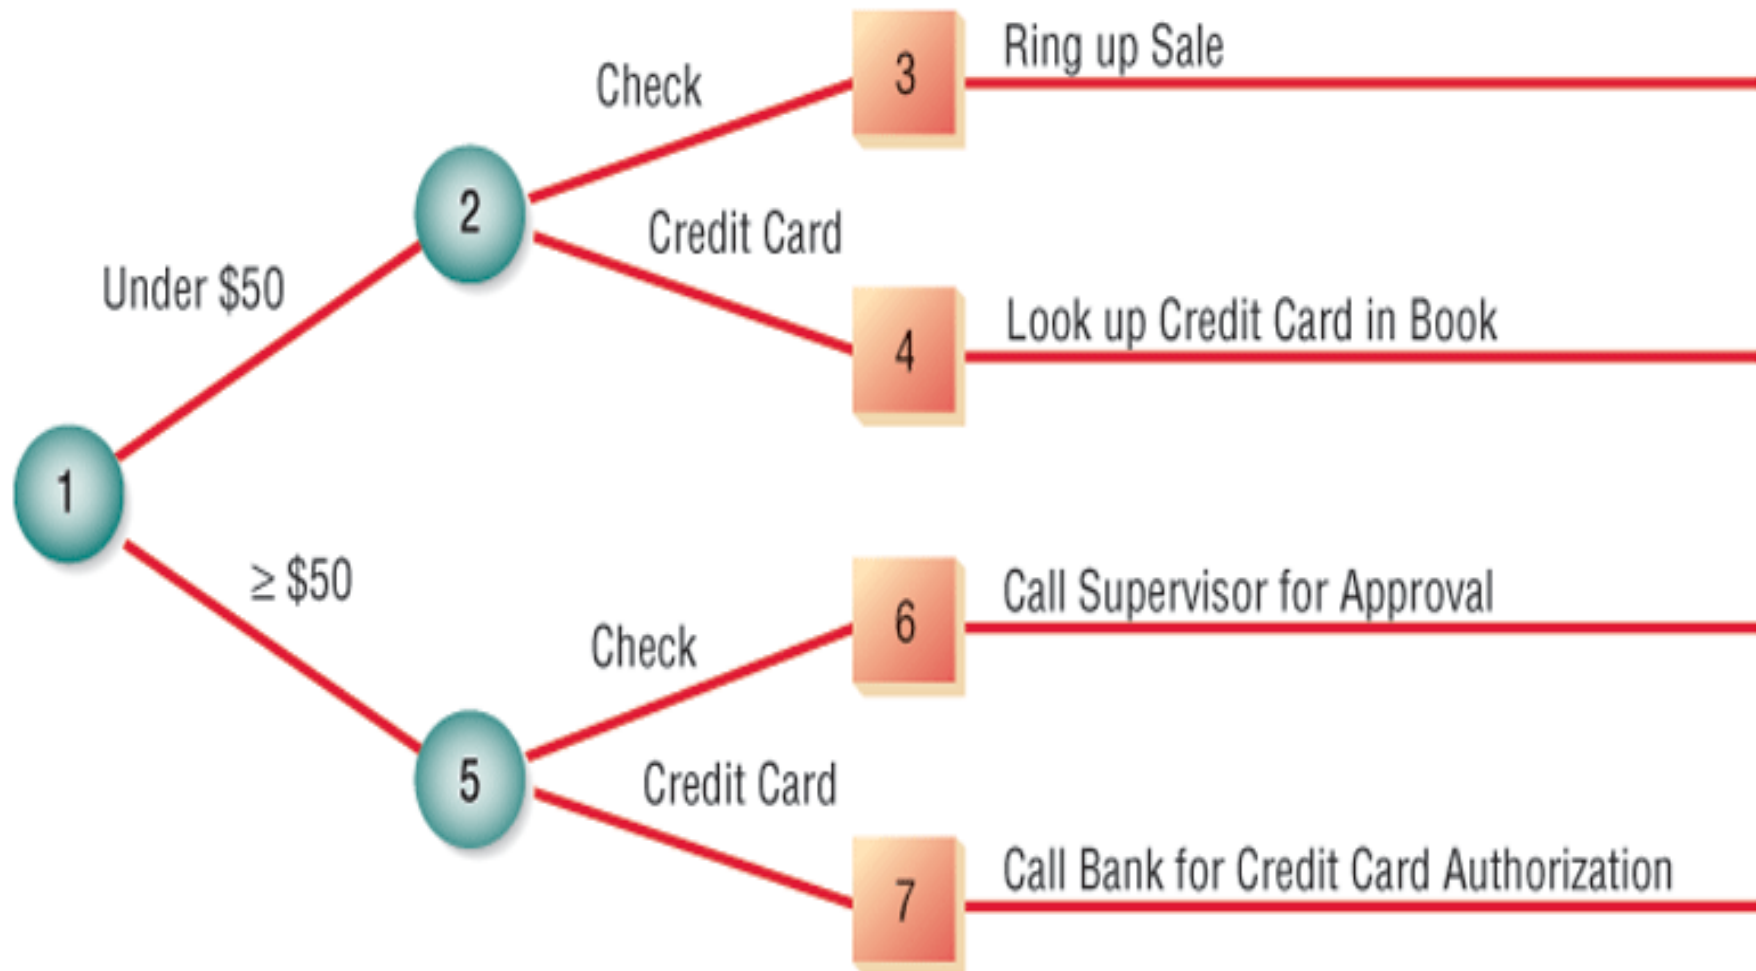 3
Ring up Sale
Check
2
Credit Card
Under $50
4
Look up Credit Card in Book
1
≥ $50
6
Call Supervisor for Approval
Check
5
Credit Card
7
Call Bank for Credit Card Authorization